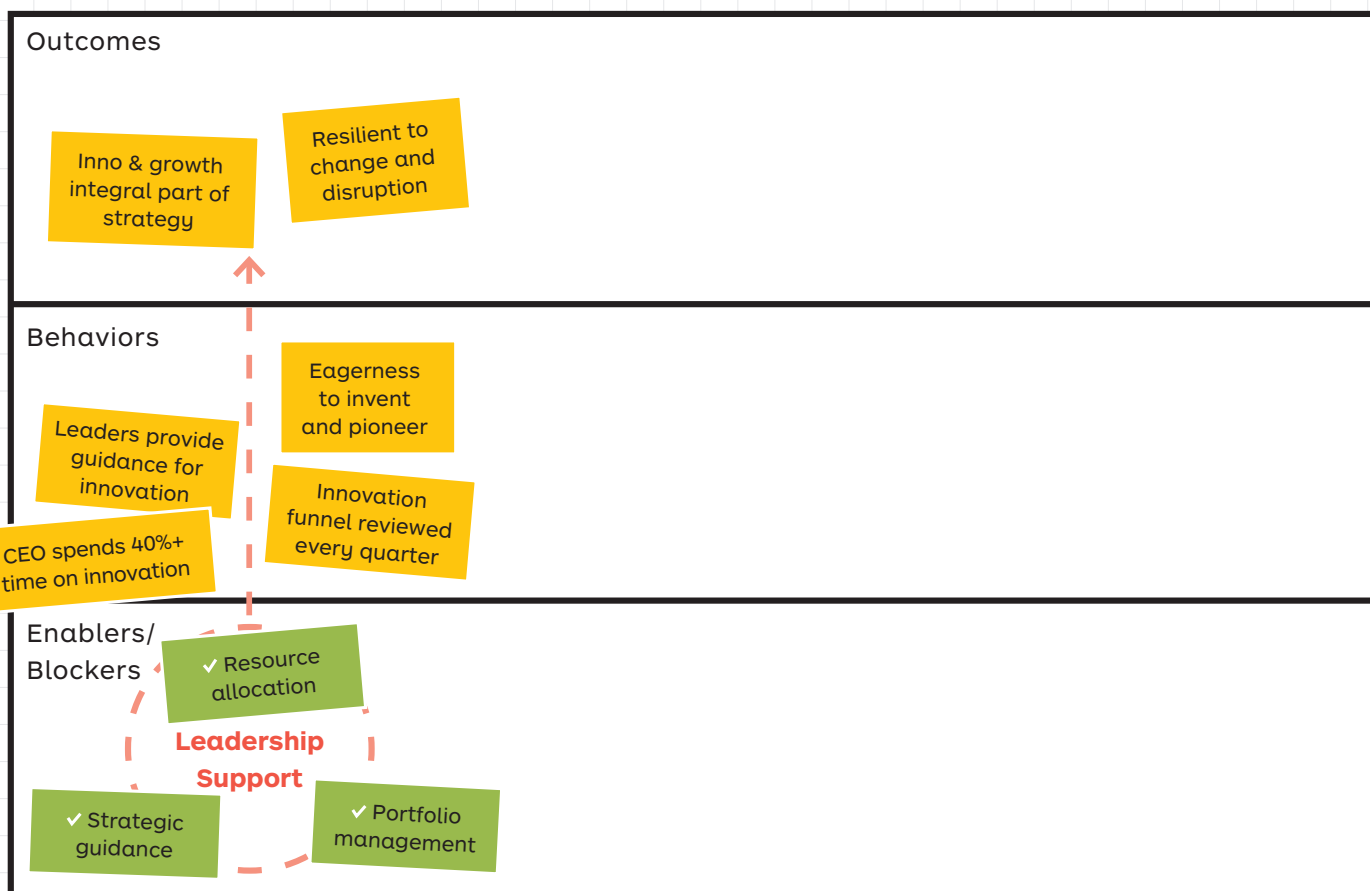 Outcomes
Inno & growth
integral part of
strategy
Resilient to
change and
disruption
Behaviors
Eagerness
to invent
and pioneer
Leaders provide
guidance for
innovation
Innovation
funnel reviewed
every quarter
CEO spends 40%+
time on innovation
Enablers/
Blockers
✓ Resource
allocation
Leadership
Support
✓ Strategic
guidance
✓ Portfolio
management